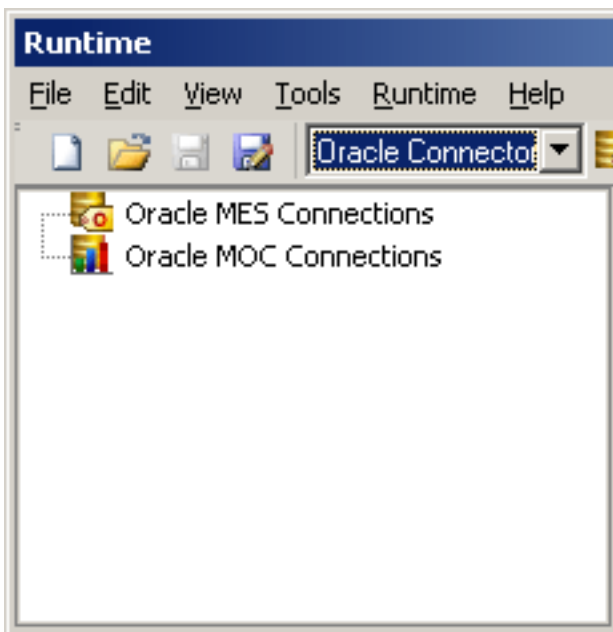 Runtime
File Edit View Tools Runtime Help
Oracle Connector
Oracle MES Connections
Oracle MOC Connections